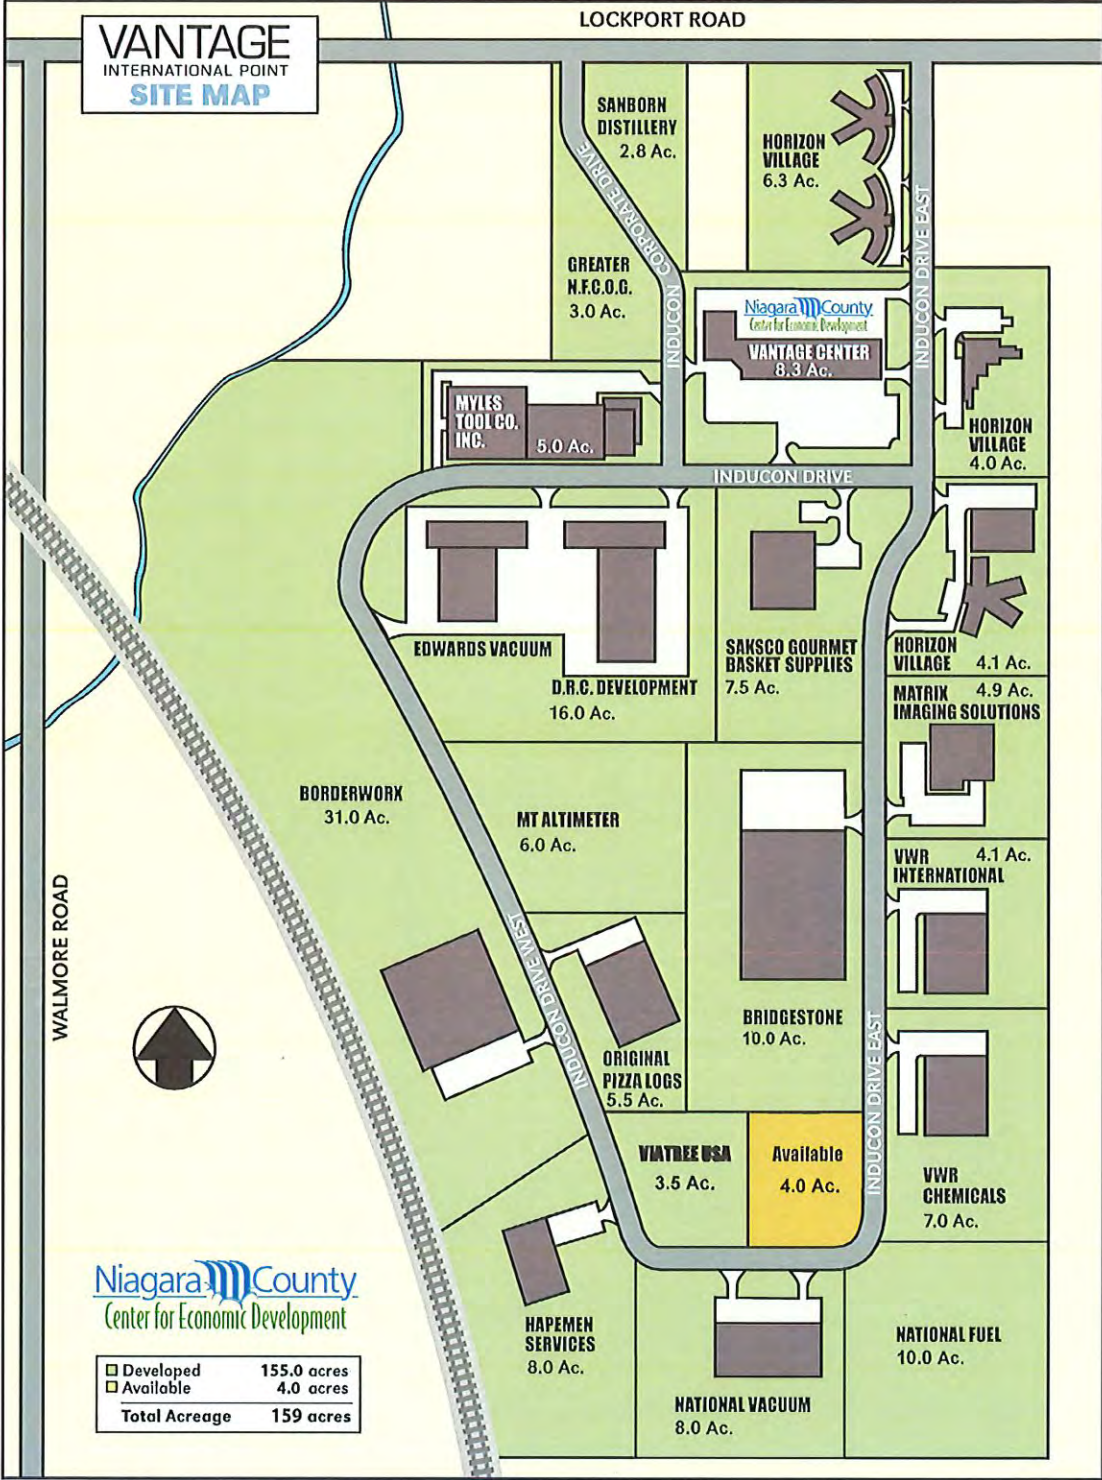 LOCKPORT ROAD
VANTAGE
INTERNATIONAL POINT
SITE MAP
SANBORN
DISTILLERY
2.8 Ac.
HORIZON
VILLAGE
6.3 Ac.
INDUCON CORPORATE DRIVE
INDUCON DRIVE EAST
GREATER
N.F.C.O.G.
3.0 Ac.
Niagara County
Center for Economic Development
VANTAGE CENTER
8.3 Ac.
MYLES
TOOL CO.
INC.
5.0 Ac.
HORIZON
VILLAGE
4.0 Ac.
INDUCON DRIVE
EDWARDS VACUUM
D.R.C. DEVELOPMENT
16.0 Ac.
SAKSCO GOURMET
BASKET SUPPLIES
7.5 Ac.
HORIZON
VILLAGE 4.1 Ac.
MATRIX 4.9 Ac.
IMAGING SOLUTIONS
BORDERWORX
31.0 Ac.
MT ALTIMETER
6.0 Ac.
VWR 4.1 Ac.
INTERNATIONAL
WALMORE ROAD
INDUCON DRIVE WEST
BRIDGESTONE
10.0 Ac.
ORIGINAL
PIZZA LOGS
5.5 Ac.
INDUCON DRIVE EAST
VIATREE USA
3.5 Ac.
Available
4.0 Ac.
VWR
CHEMICALS
7.0 Ac.
Niagara County
Center for Economic Development
HAPEMEN
SERVICES
8.0 Ac.
NATIONAL FUEL
10.0 Ac.
NATIONAL VACUUM
8.0 Ac.
Developed 155.0 acres
Available 4.0 acres
Total Acreage 159 acres